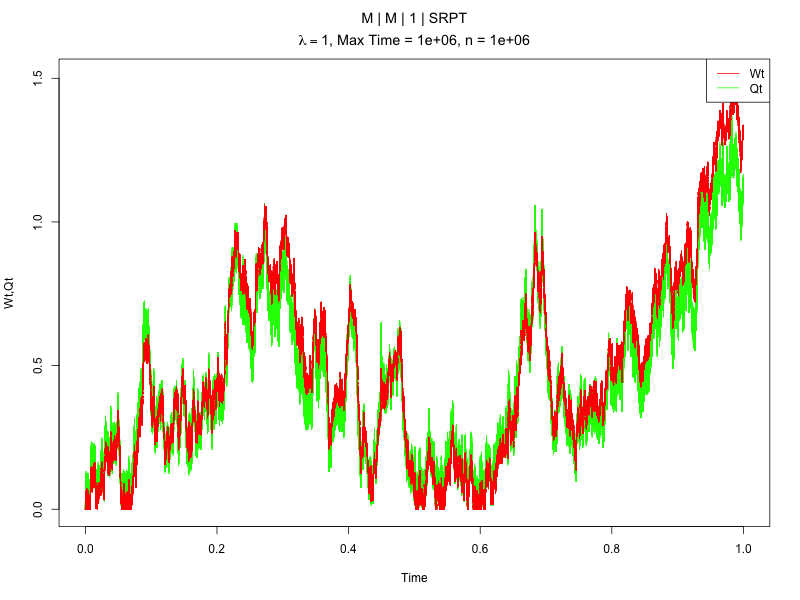 M | M | 1 | SRPT
λ = 1, Max Time = 1e+06, n = 1e+06
Wt
Qt
Wt,Qt
1.5
1.0
0.5
0.0
0.0 0.2 0.4 0.6 0.8 1.0
Time